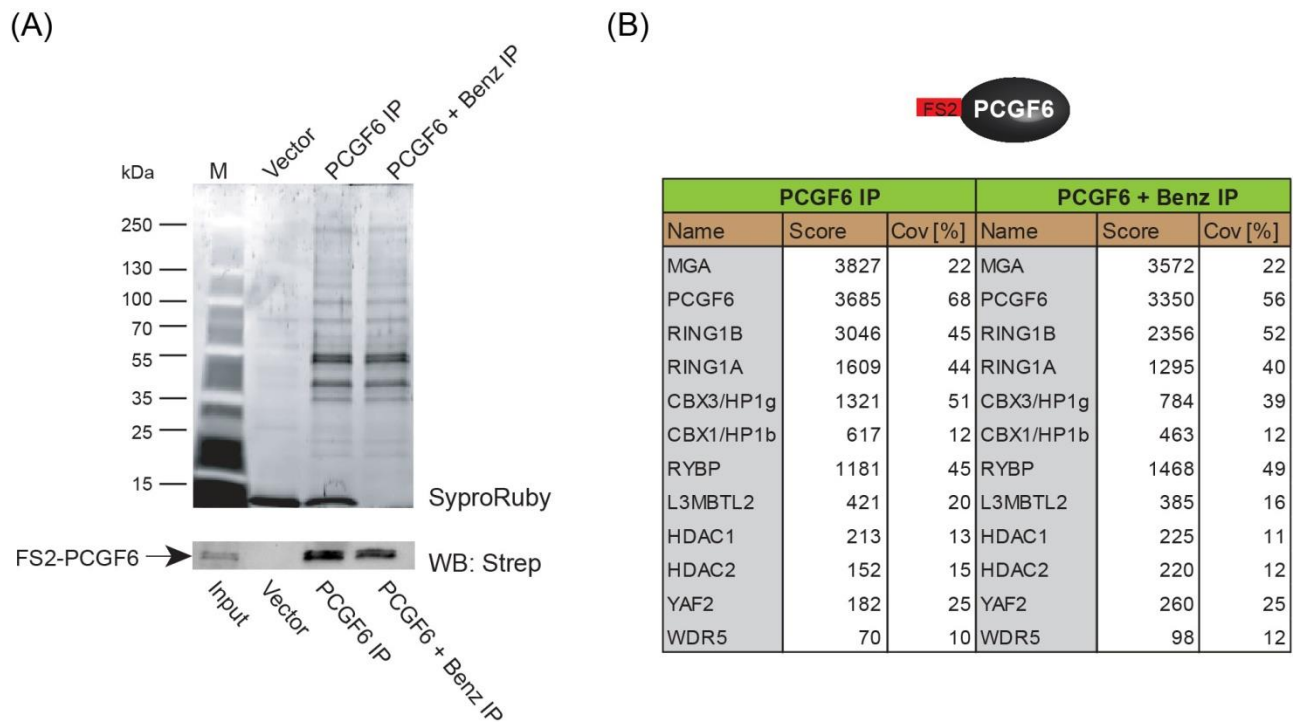 (A)
(B)
kDa
M
Vector
PCGF6 IP
PCGF6 + Benz IP
250
130
100
70
55
35
25
15
SyproRuby
FS2-PCGF6
WB: Strep
Input
Vector
PCGF6 IP
PCGF6 + Benz IP
FS2 PCGF6
PCGF6 IP PCGF6 + Benz IP
Name Score Cov [%] Name Score Cov [%]
MGA 3827 22 MGA 3572 22
PCGF6 3685 68 PCGF6 3350 56
RING1B 3046 45 RING1B 2356 52
RING1A 1609 44 RING1A 1295 40
CBX3/HP1g 1321 51 CBX3/HP1g 784 39
CBX1/HP1b 617 12 CBX1/HP1b 463 12
RYBP 1181 45 RYBP 1468 49
L3MBTL2 421 20 L3MBTL2 385 16
HDAC1 213 13 HDAC1 225 11
HDAC2 152 15 HDAC2 220 12
YAF2 182 25 YAF2 260 25
WDR5 70 10 WDR5 98 12